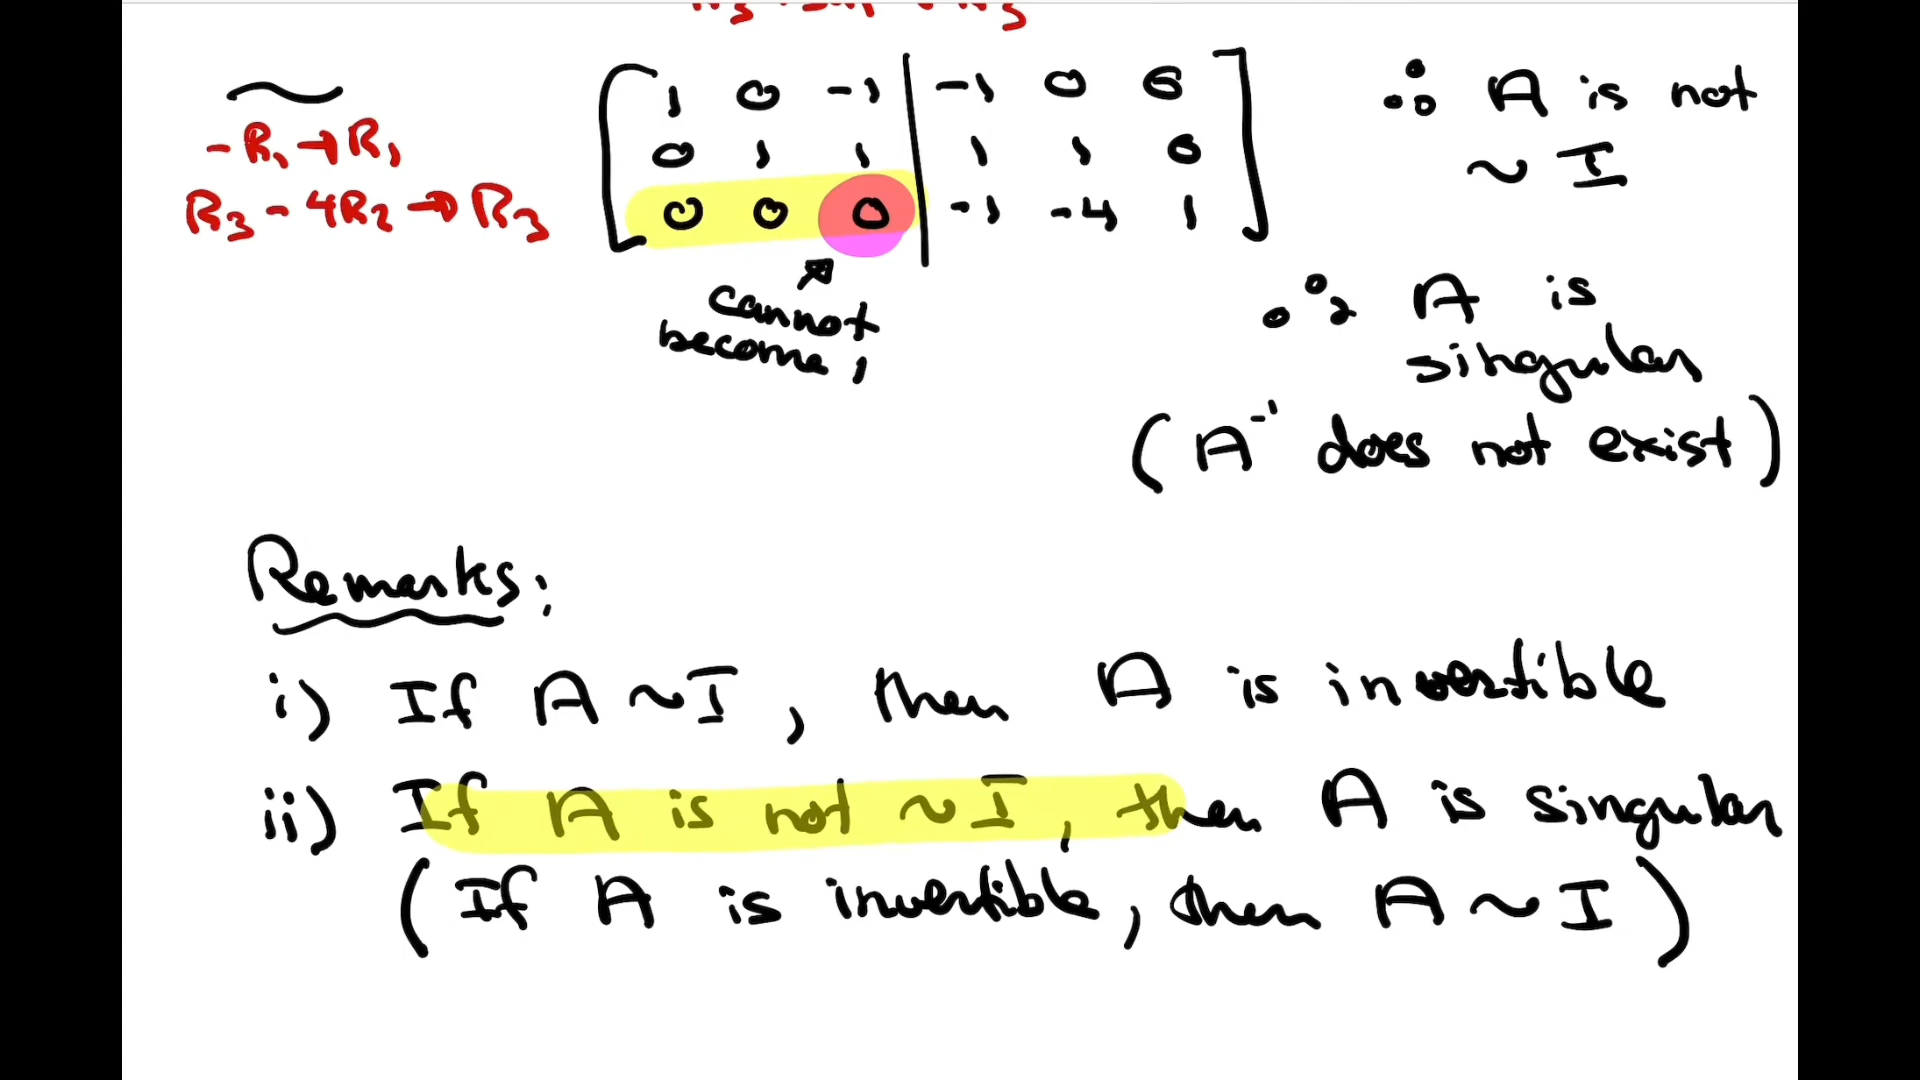 ~ [ 1 0 -1 | -1 0 0 ]
-R₁→R₁ [ 0 1 1 | 1 1 0 ]
R₃ - 4R₂ → R₃ [ 0 0 0 | -1 -4 1 ]
cannot
become 1
∴ A is not
~ I
∴ A is
singular
(A⁻¹ does not exist)
Remarks:
i) If A ~ I, then A is invertible
ii) If A is not ~ I, then A is singular
(If A is invertible, then A ~ I)